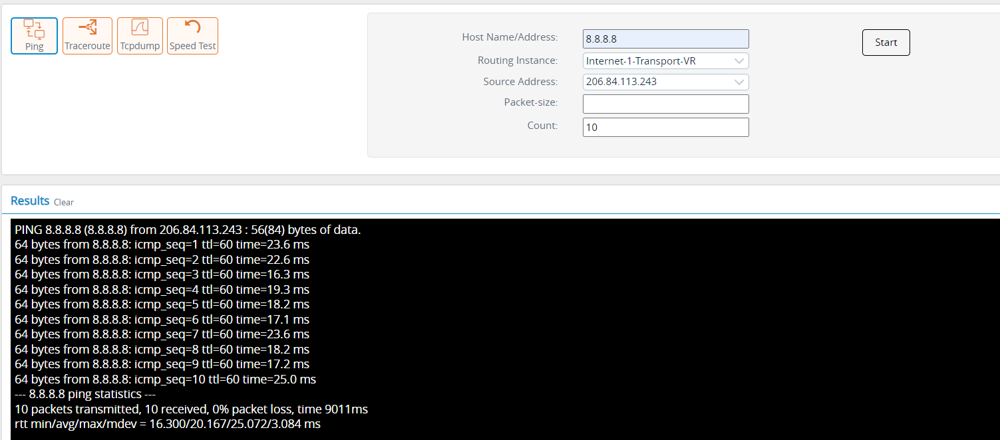 Ping
Traceroute
Tcpdump
Speed Test
Host Name/Address: 8.8.8.8
Start
Routing Instance: Internet-1-Transport-VR
Source Address: 206.84.113.243
Packet-size:
Count: 10
Results Clear
PING 8.8.8.8 (8.8.8.8) from 206.84.113.243 : 56(84) bytes of data.
64 bytes from 8.8.8.8: icmp_seq=1 ttl=60 time=23.6 ms
64 bytes from 8.8.8.8: icmp_seq=2 ttl=60 time=22.6 ms
64 bytes from 8.8.8.8: icmp_seq=3 ttl=60 time=16.3 ms
64 bytes from 8.8.8.8: icmp_seq=4 ttl=60 time=19.3 ms
64 bytes from 8.8.8.8: icmp_seq=5 ttl=60 time=18.2 ms
64 bytes from 8.8.8.8: icmp_seq=6 ttl=60 time=17.1 ms
64 bytes from 8.8.8.8: icmp_seq=7 ttl=60 time=23.6 ms
64 bytes from 8.8.8.8: icmp_seq=8 ttl=60 time=18.2 ms
64 bytes from 8.8.8.8: icmp_seq=9 ttl=60 time=17.2 ms
64 bytes from 8.8.8.8: icmp_seq=10 ttl=60 time=25.0 ms
--- 8.8.8.8 ping statistics ---
10 packets transmitted, 10 received, 0% packet loss, time 9011ms
rtt min/avg/max/mdev = 16.300/20.167/25.072/3.084 ms